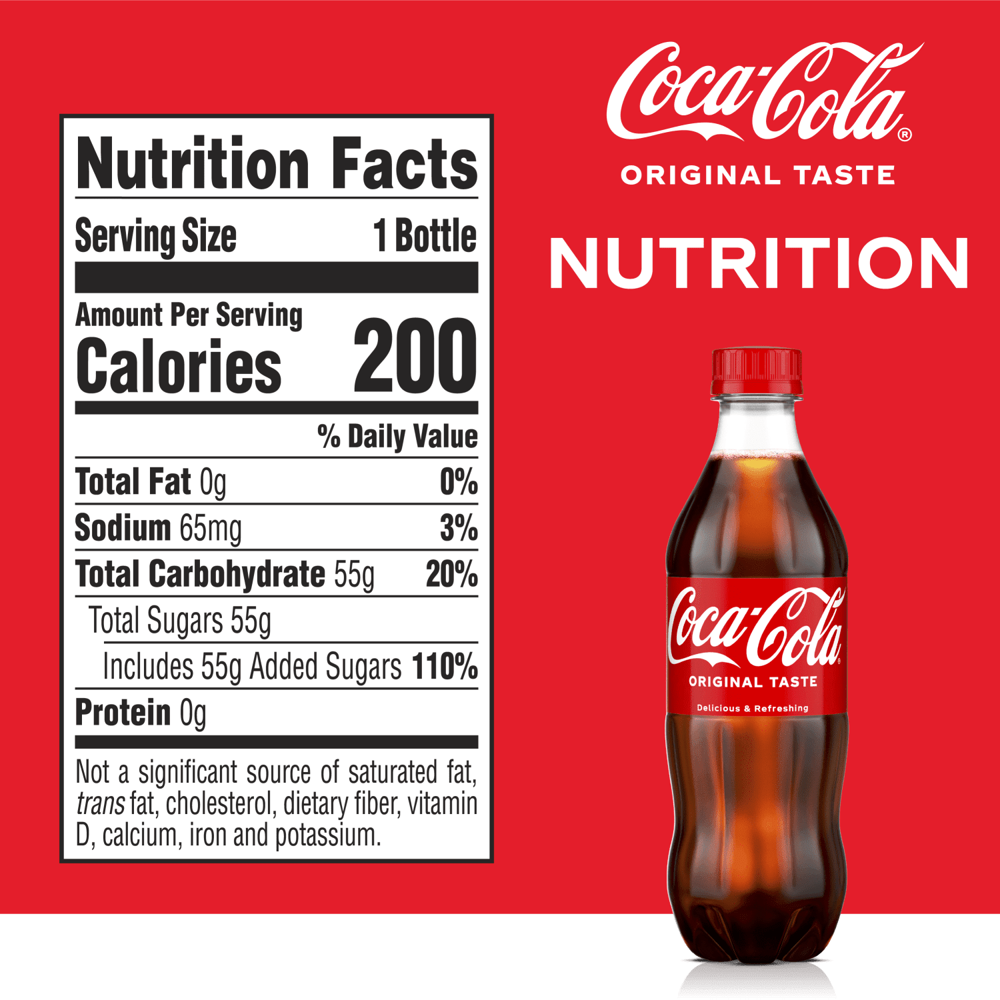 Coca-Cola®
ORIGINAL TASTE
NUTRITION
Nutrition Facts
Serving Size 1 Bottle
Amount Per Serving
Calories 200
% Daily Value
Total Fat 0g 0%
Sodium 65mg 3%
Total Carbohydrate 55g 20%
Total Sugars 55g
Includes 55g Added Sugars 110%
Protein 0g
Not a significant source of saturated fat,
trans fat, cholesterol, dietary fiber, vitamin
D, calcium, iron and potassium.
Coca-Cola®
ORIGINAL TASTE
Delicious & Refreshing